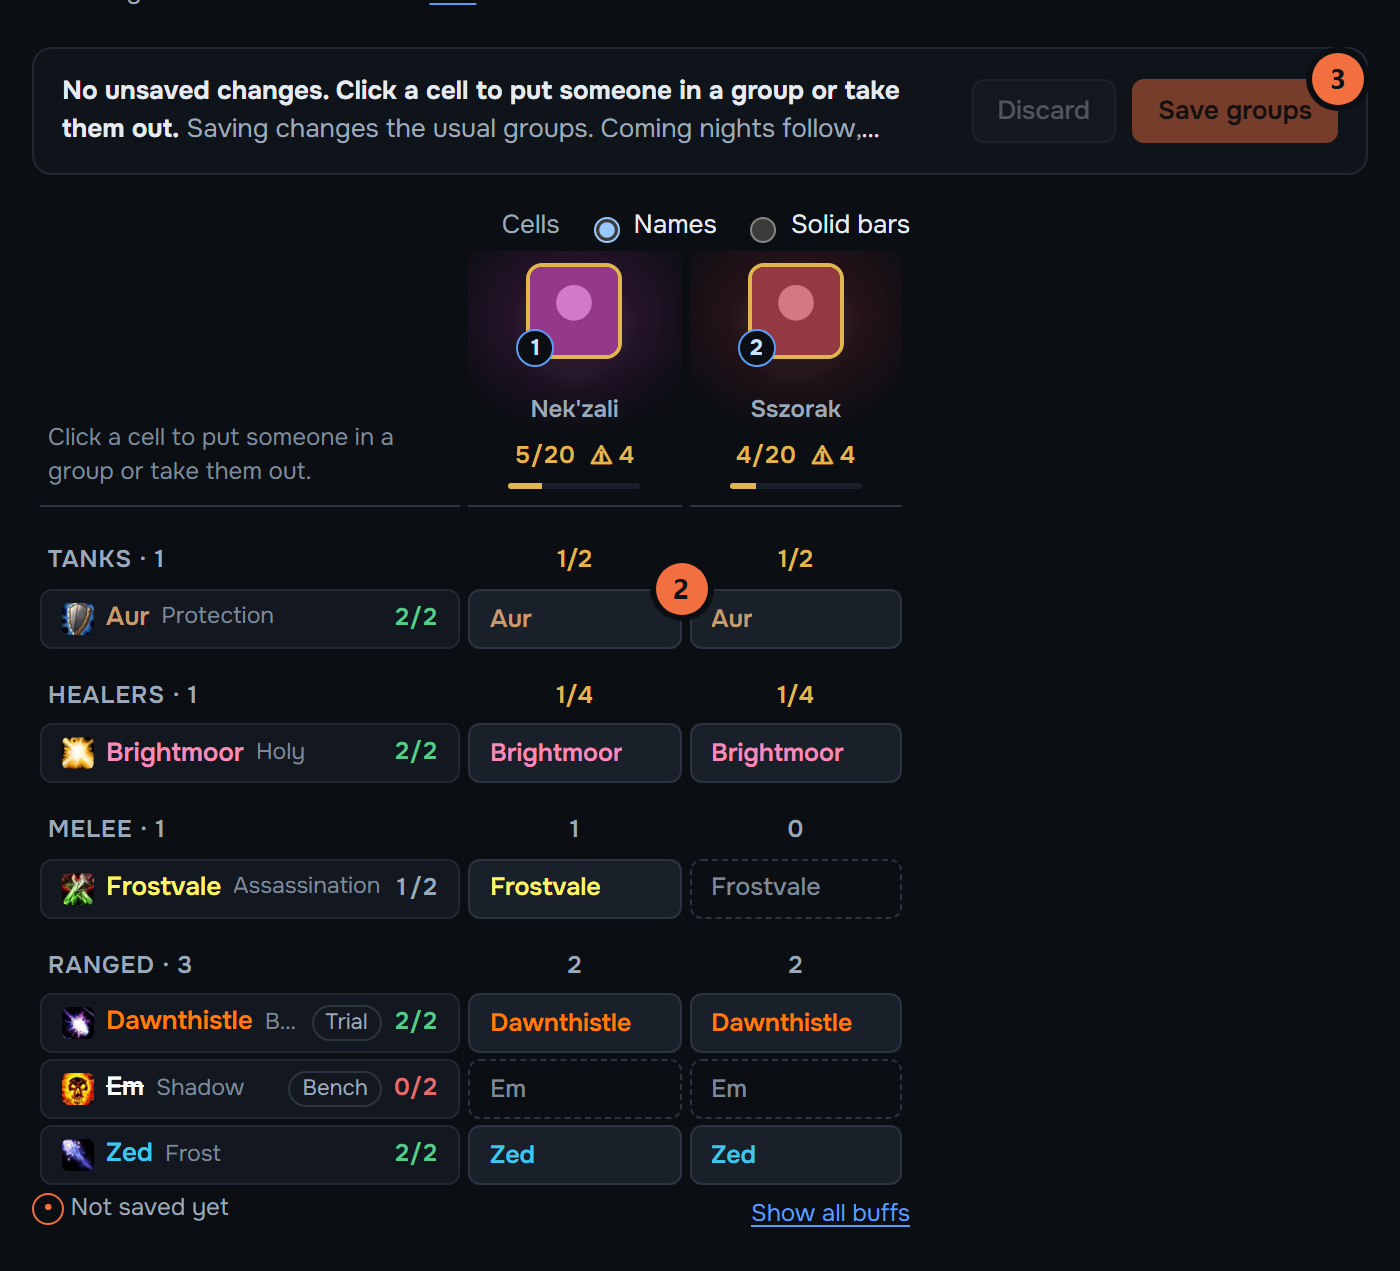 No unsaved changes. Click a cell to put someone in a group or take
them out. Saving changes the usual groups. Coming nights follow,...
Discard
Save groups
3
Cells
Names
Solid bars
1
2
Nek'zali
Sszorak
Click a cell to put someone in a
group or take them out.
5/20 ⚠ 4
4/20 ⚠ 4
TANKS · 1
1/2
1/2
2
Aur Protection 2/2
Aur
Aur
HEALERS · 1
1/4
1/4
Brightmoor Holy 2/2
Brightmoor
Brightmoor
MELEE · 1
1
0
Frostvale Assassination 1/2
Frostvale
Frostvale
RANGED · 3
2
2
Dawnthistle B... Trial 2/2
Dawnthistle
Dawnthistle
Em Shadow Bench 0/2
Em
Em
Zed Frost 2/2
Zed
Zed
Not saved yet
Show all buffs